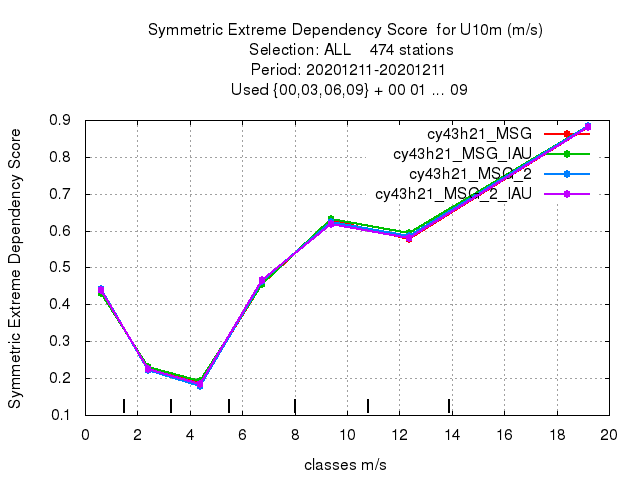 Symmetric Extreme Dependency Score  for U10m (m/s)
Selection: ALL    474 stations
Period: 20201211-20201211
Used {00,03,06,09} + 00 01 ... 09
Symmetric Extreme Dependency Score
0.9
0.8
0.7
0.6
0.5
0.4
0.3
0.2
0.1
cy43h21_MSG
cy43h21_MSG_IAU
cy43h21_MSG_2
cy43h21_MSG_2_IAU
0 2 4 6 8 10 12 14 16 18 20
classes m/s